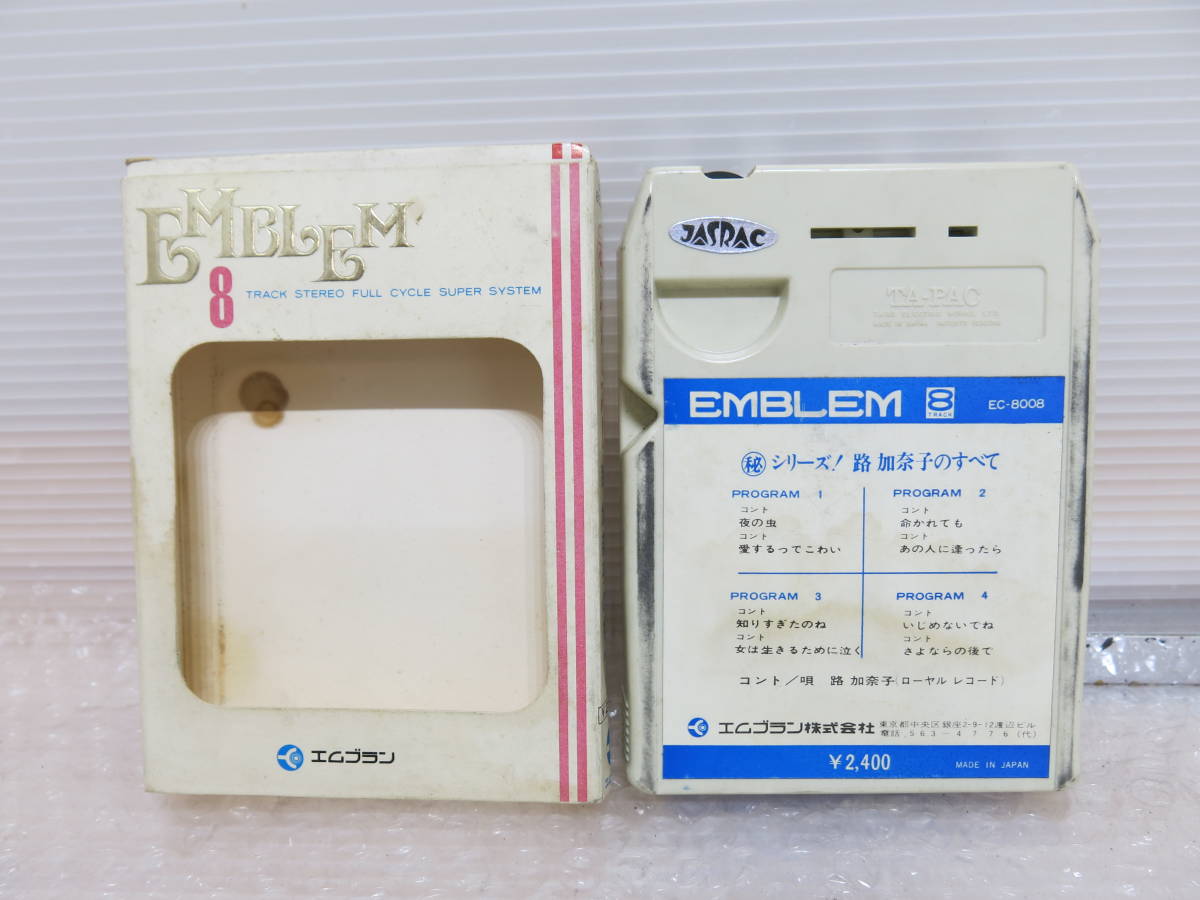 EMBLEM
8
TRACK STEREO FULL CYCLE SUPER SYSTEM
エムブラン
JASRAC
TA-PAC
EMBLEM 8 TRACK EC-8008
㊙シリーズ! 路 加奈子のすべて
PROGRAM 1
コント
夜の虫
コント
愛するってこわい
PROGRAM 2
コント
命かれても
コント
あの人に逢ったら
PROGRAM 3
コント
知りすぎたのね
コント
女は生きるために泣く
PROGRAM 4
コント
いじめないでね
コント
さよならの後で
コント/唄 路 加奈子(ローヤル レコード)
エムブラン株式会社 東京都中央区銀座2-9-12渡辺ビル
電話 563-4776(代)
¥2,400 MADE IN JAPAN